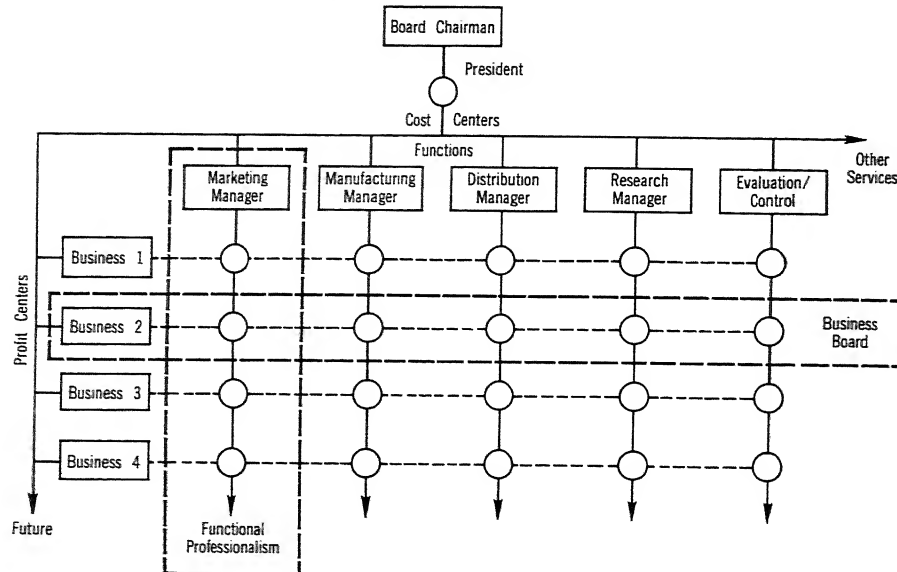 Board Chairman
President
Cost Centers
Functions
Other
Services
Marketing
Manager
Manufacturing
Manager
Distribution
Manager
Research
Manager
Evaluation/
Control
Profit Centers
Business 1
Business 2
Business
Board
Business 3
Business 4
Future
Functional
Professionalism